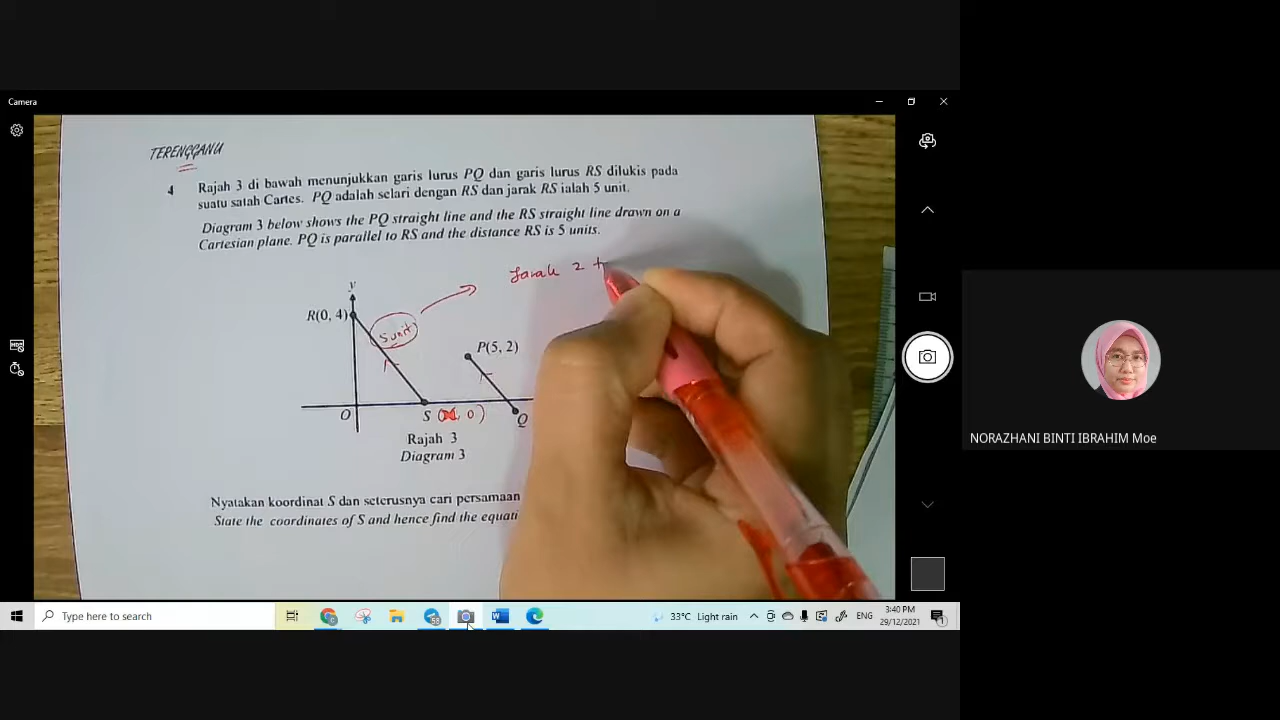 Camera
TERENGGANU
4 Rajah 3 di bawah menunjukkan garis lurus PQ dan garis lurus RS dilukis pada
suatu satah Cartes. PQ adalah selari dengan RS dan jarak RS ialah 5 unit.
Diagram 3 below shows the PQ straight line and the RS straight line drawn on a
Cartesian plane. PQ is parallel to RS and the distance RS is 5 units.
Jarak 2 t
y
R(0, 4)
5 unit
P(5, 2)
O
S ( , 0)
Q
Rajah 3
Diagram 3
Nyatakan koordinat S dan seterusnya cari persamaan
State the coordinates of S and hence find the equati
NORAZHANI BINTI IBRAHIM Moe
Type here to search
33°C Light rain
ENG
3:40 PM
29/12/2021